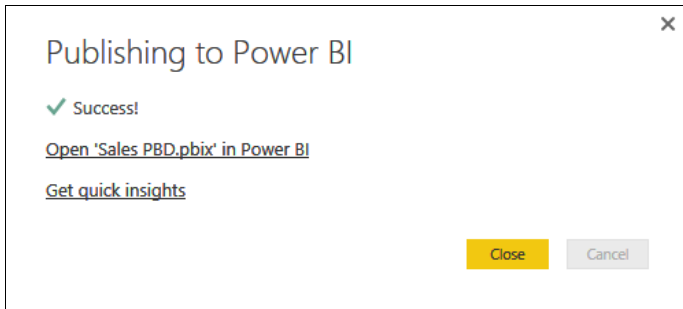 Publishing to Power BI
Success!
Open 'Sales PBD.pbix' in Power BI
Get quick insights
Close Cancel